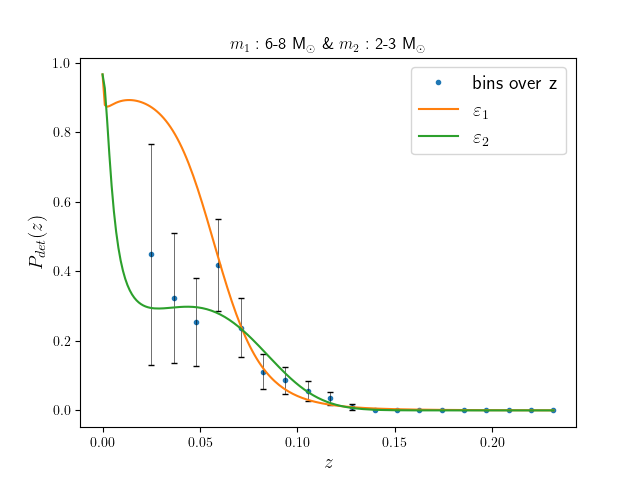 m₁ : 6-8 M☉ & m₂ : 2-3 M☉
bins over z
ε₁
ε₂
P_det(z)
1.0
0.8
0.6
0.4
0.2
0.0
0.00 0.05 0.10 0.15 0.20
z